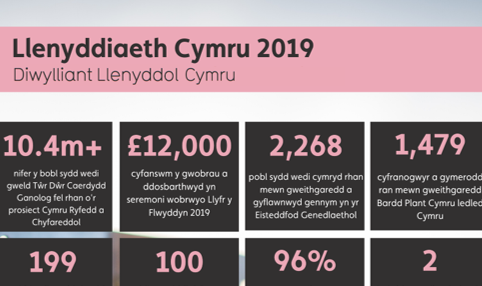 Llenyddiaeth Cymru 2019
Diwylliant Llenyddol Cymru
10.4m+
nifer y bobl sydd wedi
gweld Tŵr Dŵr Caerdydd
Ganolog fel rhan o'r
prosiect Cymru Ryfedd a
Chyfareddol
£12,000
cyfanswm y gwobrau a
ddosbarthwyd yn
seremoni wobrwyo Llyfr y
Flwyddyn 2019
2,268
pobl sydd wedi cymryd rhan
mewn gweithgaredd a
gyflawnwyd gennym yn yr
Eisteddfod Genedlaethol
1,479
cyfranogwyr a gymerodd
ran mewn gweithgaredd
Bardd Plant Cymru ledled
Cymru
199
100
96%
2